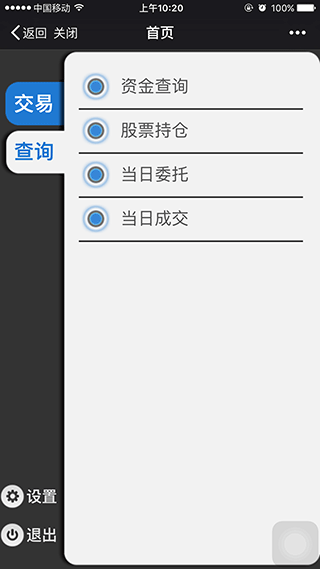 中国移动 上午10:20 100%
返回 关闭 首页
交易
查询
资金查询
股票持仓
当日委托
当日成交
设置
退出